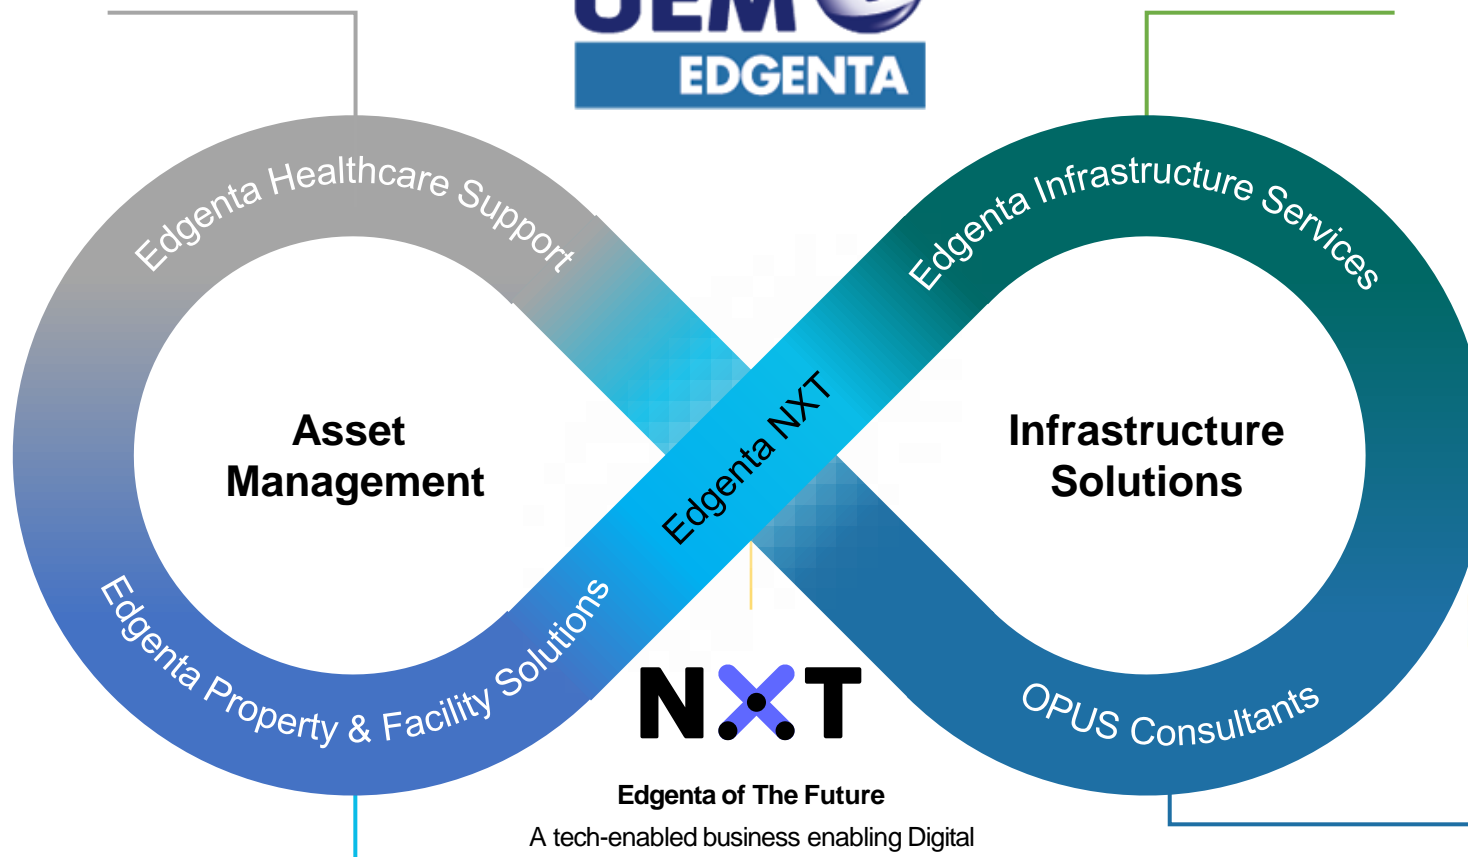 UEM
EDGENTA
Edgenta Healthcare Support
Edgenta Infrastructure Services
Asset
Management
Edgenta NXT
Infrastructure
Solutions
Edgenta Property & Facility Solutions
OPUS Consultants
NXT
Edgenta of The Future
A tech-enabled business enabling Digital